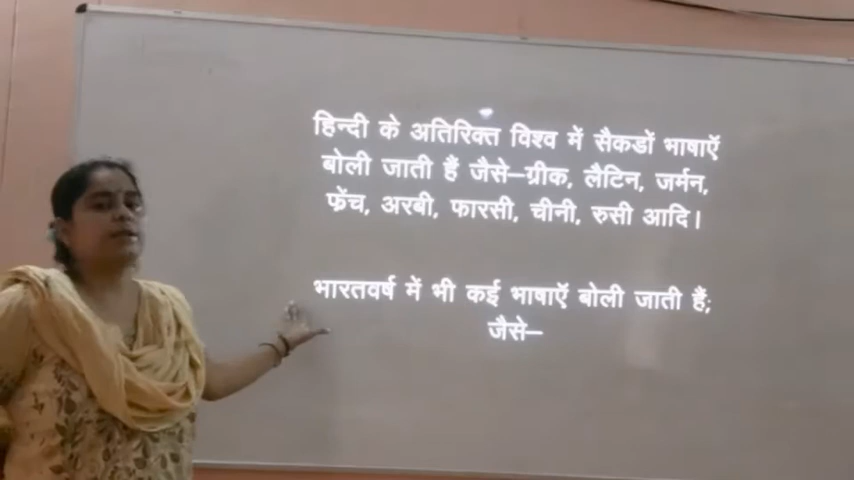 हिन्दी के अतिरिक्त विश्व में सैकडों भाषाऍ
बोली जाती हैं जैसे–ग्रीक, लैटिन, जर्मन,
फ्रेंच, अरबी, फारसी, चीनी, रुसी आदि।
भारतवर्ष में भी कई भाषाऍ बोली जाती हैं;
जैसे–